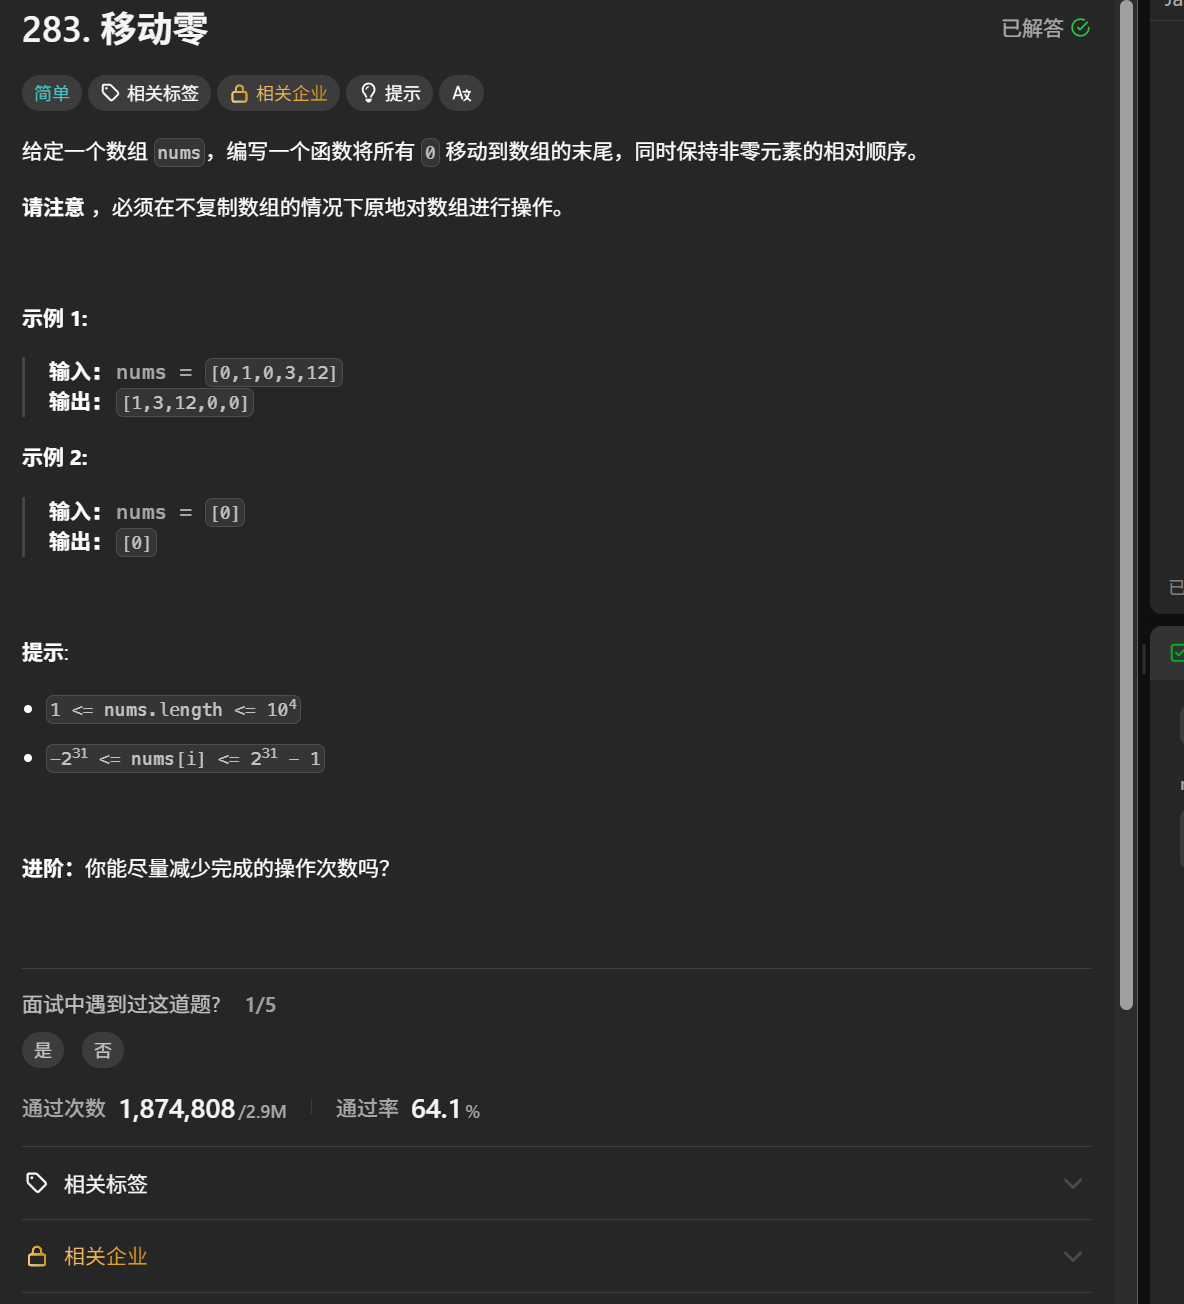 283. 移动零
已解答
简单 相关标签 相关企业 提示
给定一个数组 nums，编写一个函数将所有 0 移动到数组的末尾，同时保持非零元素的相对顺序。
请注意 ，必须在不复制数组的情况下原地对数组进行操作。
示例 1:
输入: nums = [0,1,0,3,12]
输出: [1,3,12,0,0]
示例 2:
输入: nums = [0]
输出: [0]
提示:
1 <= nums.length <= 10⁴
−2³¹ <= nums[i] <= 2³¹ − 1
进阶：你能尽量减少完成的操作次数吗？
面试中遇到过这道题? 1/5
是 否
通过次数 1,874,808/2.9M 通过率 64.1%
相关标签
相关企业
已